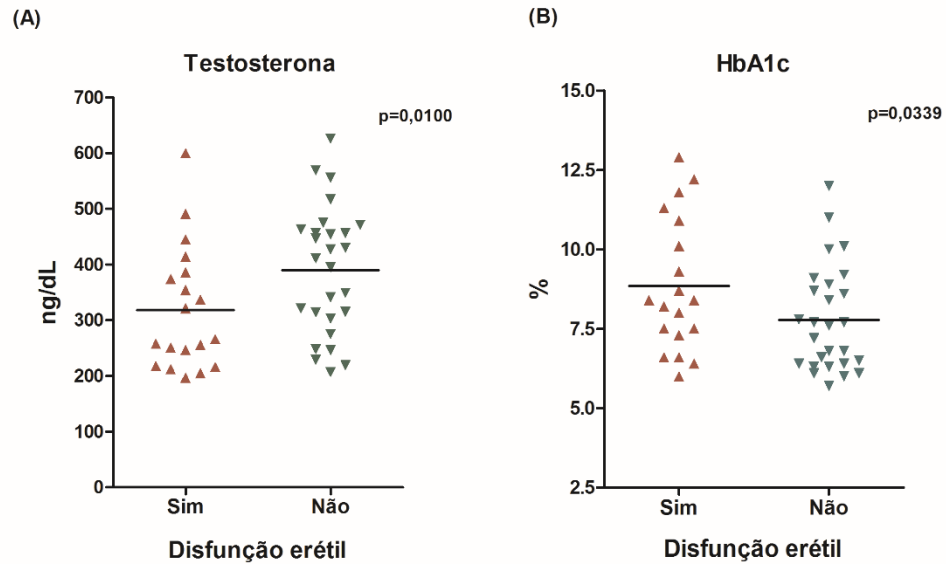 (A)
Testosterona
p=0,0100
700
600
500
400
300
200
100
0
ng/dL
Sim Não
Disfunção erétil
(B)
HbA1c
p=0,0339
15.0
12.5
10.0
7.5
5.0
2.5
%
Sim Não
Disfunção erétil